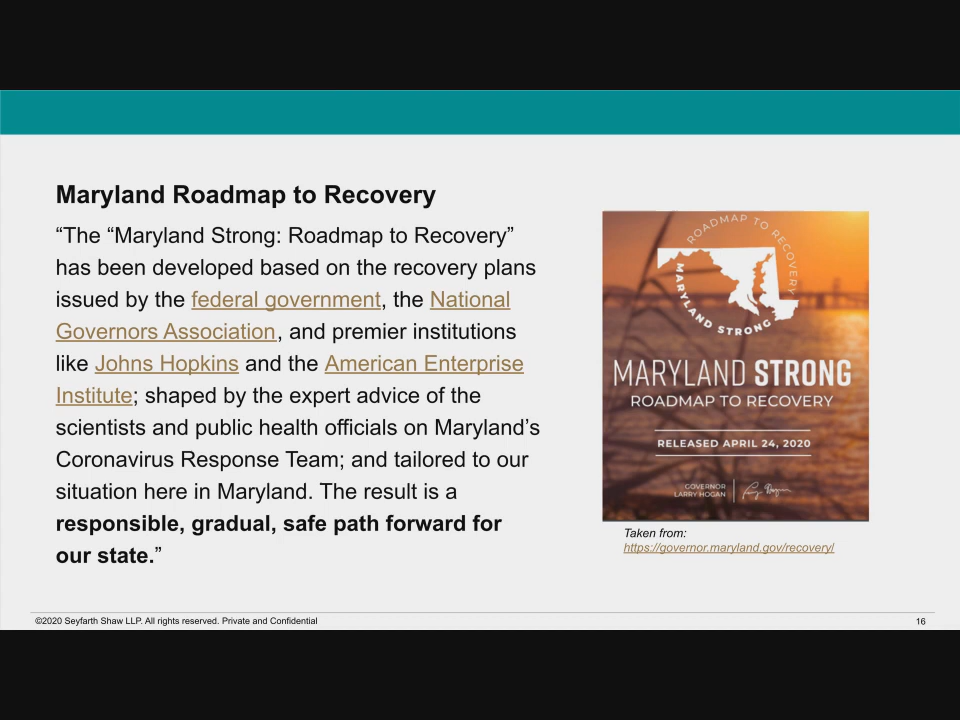 Maryland Roadmap to Recovery
“The “Maryland Strong: Roadmap to Recovery”
has been developed based on the recovery plans
issued by the federal government, the National
Governors Association, and premier institutions
like Johns Hopkins and the American Enterprise
Institute; shaped by the expert advice of the
scientists and public health officials on Maryland’s
Coronavirus Response Team; and tailored to our
situation here in Maryland. The result is a
responsible, gradual, safe path forward for
our state.”
ROADMAP TO RECOVERY
MARYLAND STRONG
MARYLAND STRONG
ROADMAP TO RECOVERY
RELEASED APRIL 24, 2020
GOVERNOR
LARRY HOGAN
Taken from:
https://governor.maryland.gov/recovery/
©2020 Seyfarth Shaw LLP. All rights reserved. Private and Confidential
16